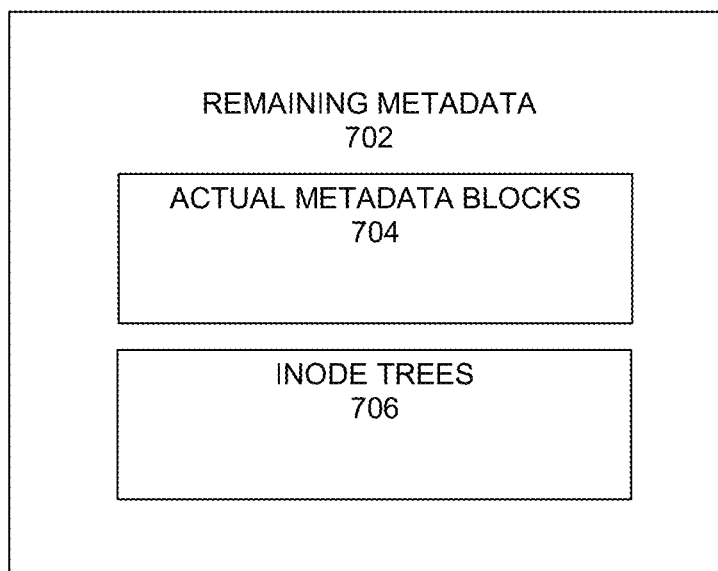 REMAINING METADATA
702
ACTUAL METADATA BLOCKS
704
INODE TREES
706